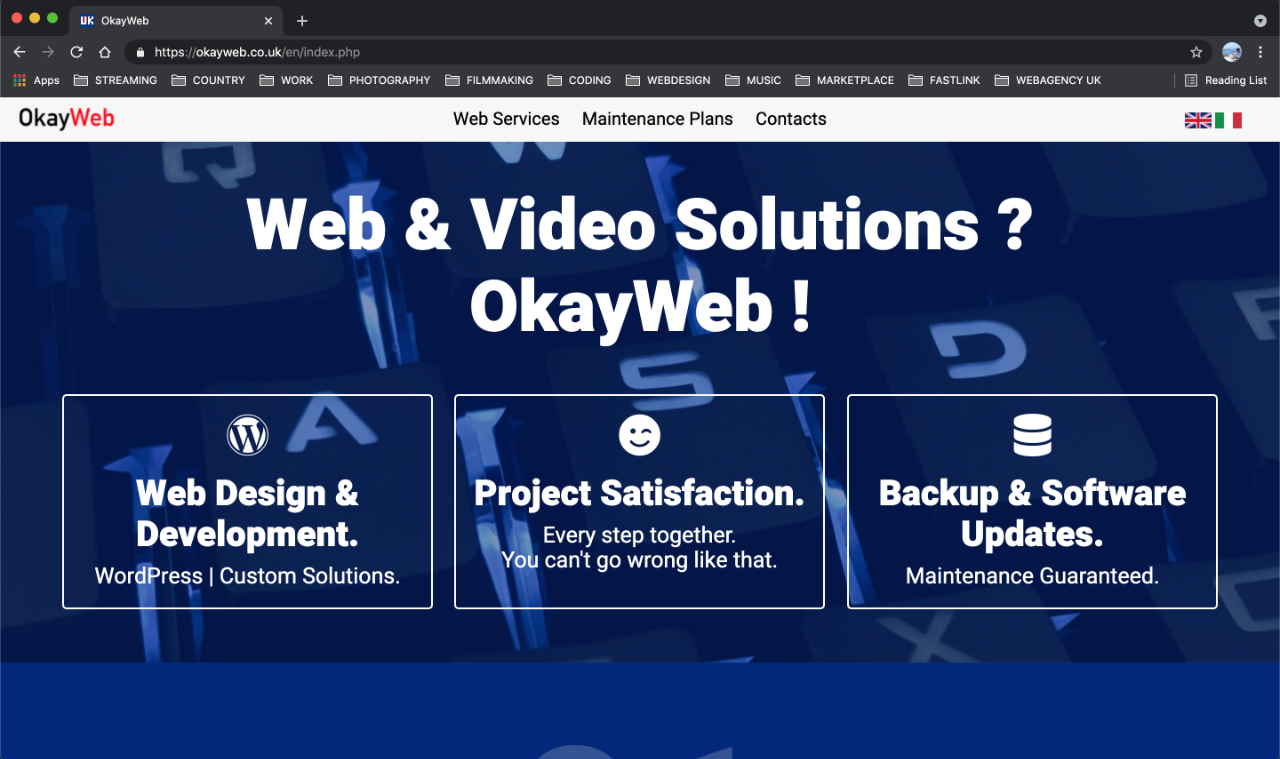 OkayWeb
https://okayweb.co.uk/en/index.php
Apps STREAMING COUNTRY WORK PHOTOGRAPHY FILMMAKING CODING WEBDESIGN MUSIC MARKETPLACE FASTLINK WEBAGENCY UK Reading List
OkayWeb Web Services Maintenance Plans Contacts
Web & Video Solutions ?
OkayWeb !
Web Design &
Development.
WordPress | Custom Solutions.
Project Satisfaction.
Every step together.
You can't go wrong like that.
Backup & Software
Updates.
Maintenance Guaranteed.
Q
W
A
S
D
F
X
C